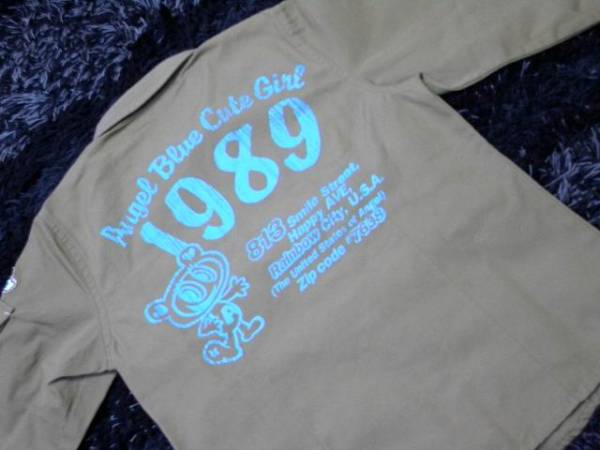 Angel Blue Cute Girl
1989
813 Smile Street,
Happy AVE,
Rainbow City, U.S.A.
(The United States of Angel)
Zip code #7638